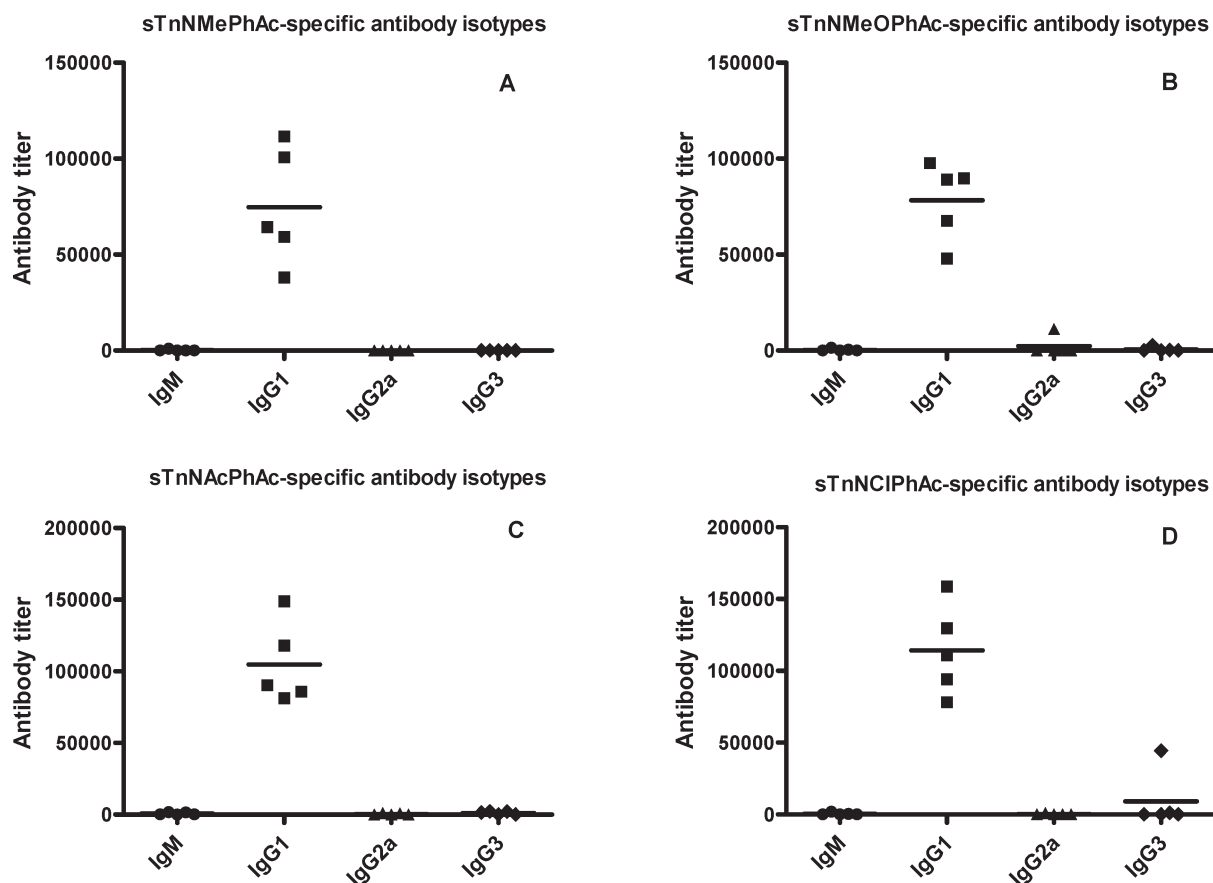 sTnNMePhAc-specific antibody isotypes
A
Antibody titer
150000
100000
50000
0
IgM
IgG1
IgG2a
IgG3
sTnNMeOPhAc-specific antibody isotypes
B
Antibody titer
150000
100000
50000
0
IgM
IgG1
IgG2a
IgG3
sTnNAcPhAc-specific antibody isotypes
C
Antibody titer
200000
150000
100000
50000
0
IgM
IgG1
IgG2a
IgG3
sTnNClPhAc-specific antibody isotypes
D
Antibody titer
200000
150000
100000
50000
0
IgM
IgG1
IgG2a
IgG3